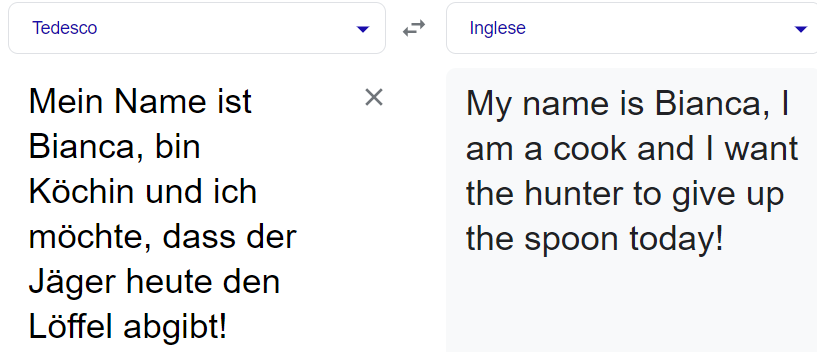 Tedesco
Inglese
Mein Name ist
Bianca, bin
Köchin und ich
möchte, dass der
Jäger heute den
Löffel abgibt!
My name is Bianca, I
am a cook and I want
the hunter to give up
the spoon today!